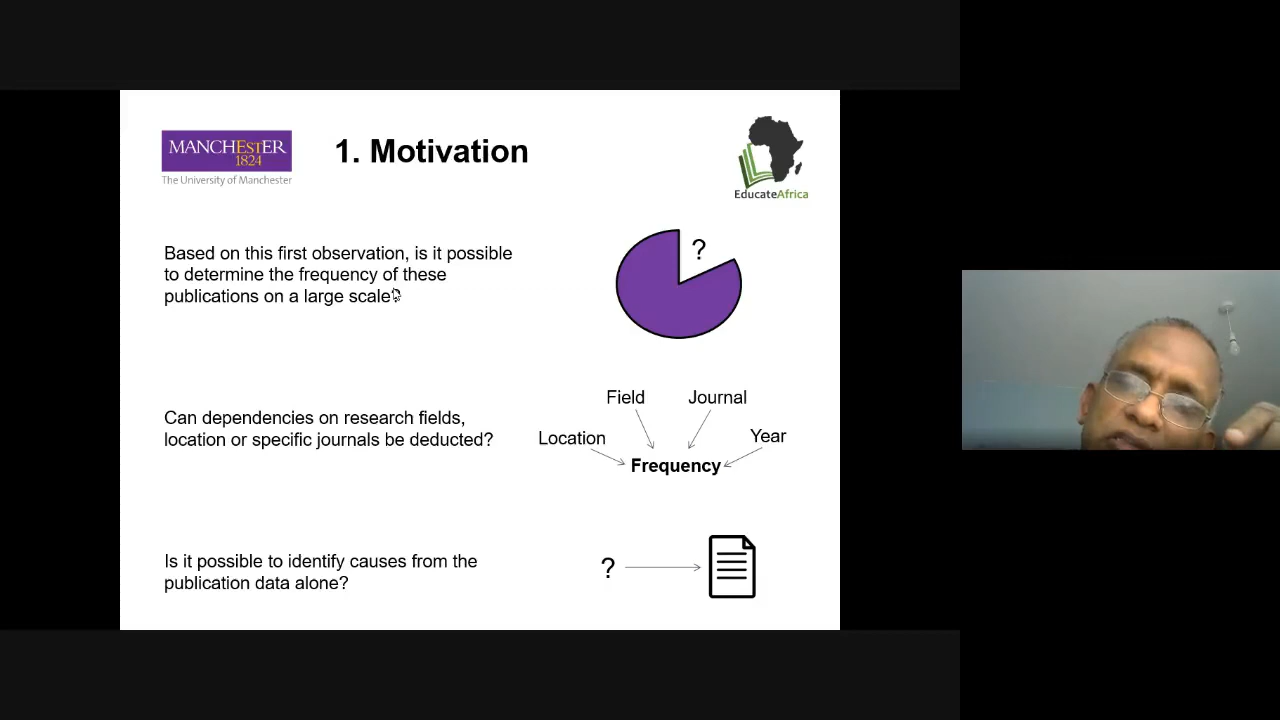 MANCHESTER
1824
The University of Manchester
1. Motivation
EducateAfrica
Based on this first observation, is it possible
to determine the frequency of these
publications on a large scale
?
Can dependencies on research fields,
location or specific journals be deducted?
Field
Journal
Location
Year
Frequency
Is it possible to identify causes from the
publication data alone?
?